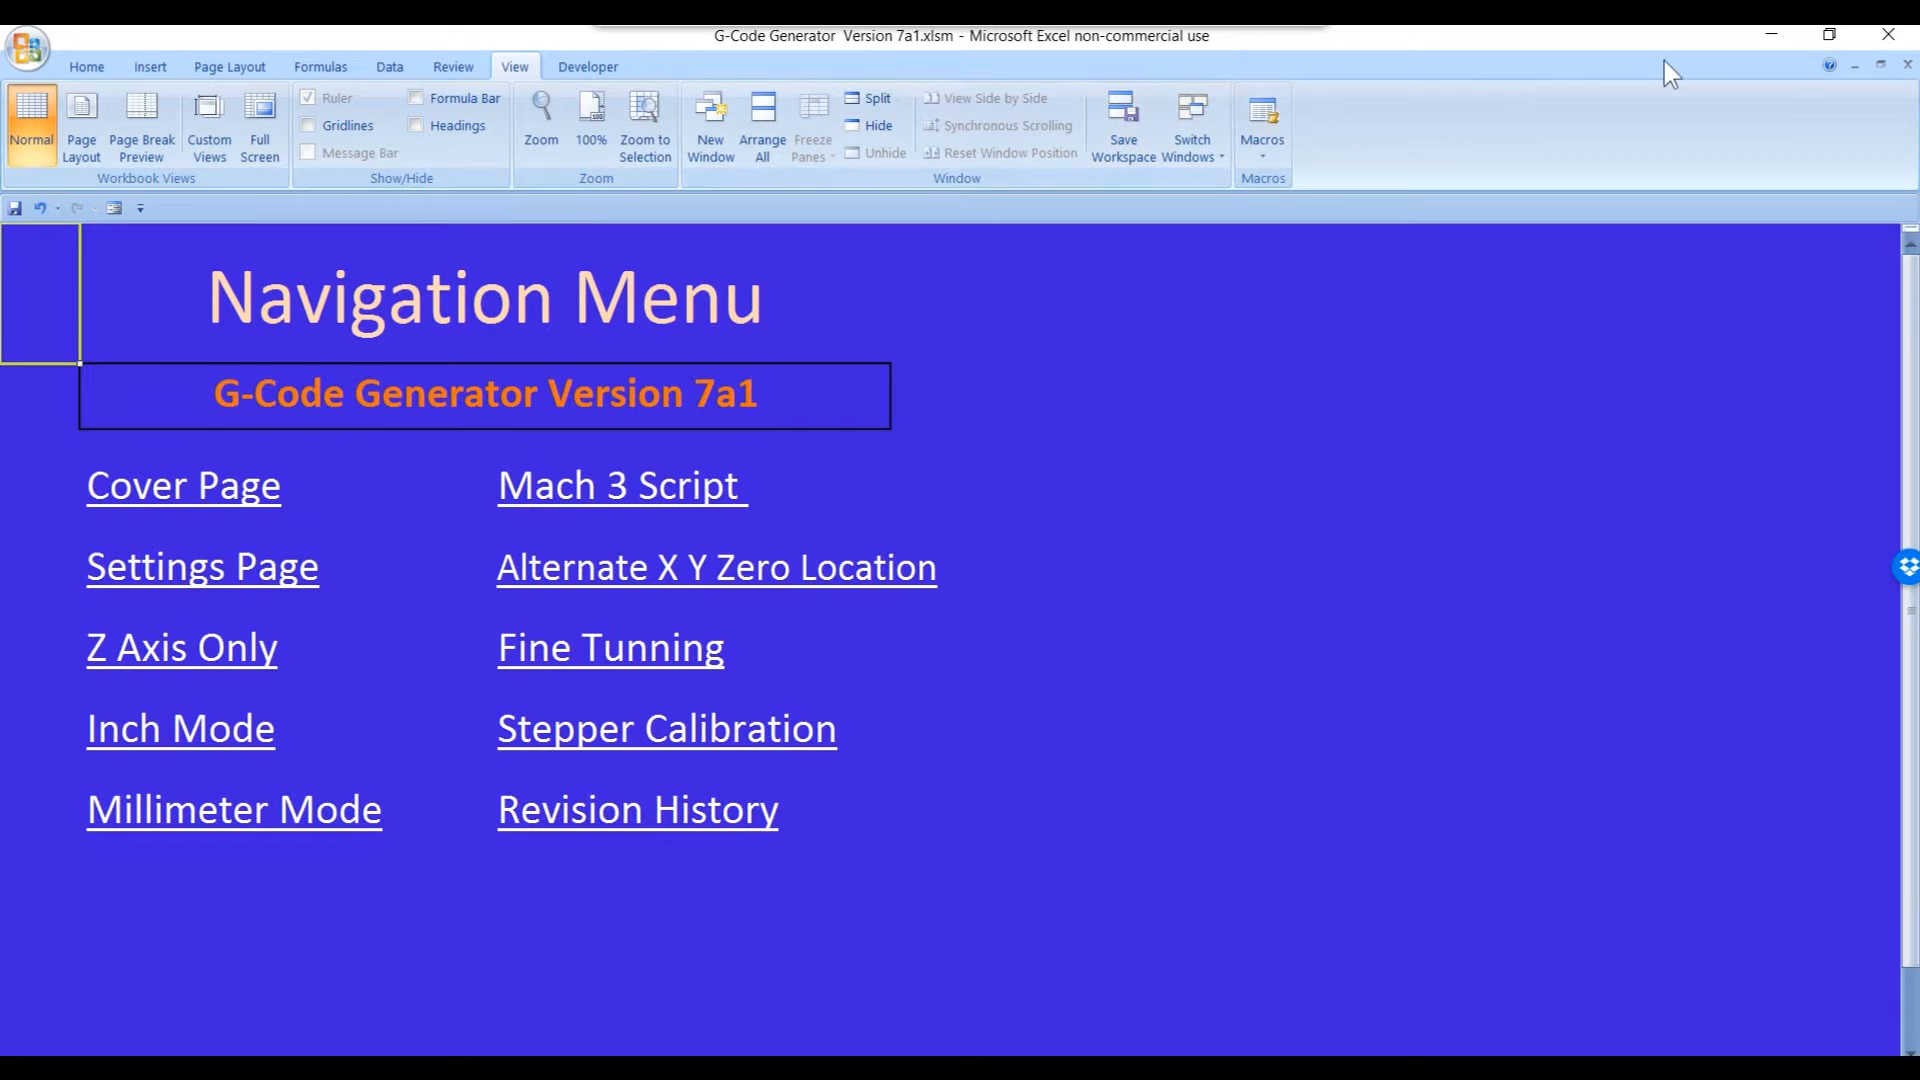 G-Code Generator  Version 7a1.xlsm - Microsoft Excel non-commercial use
Home Insert Page Layout Formulas Data Review View Developer
Normal
Page Layout
Page Break Preview
Custom Views
Full Screen
Workbook Views
Ruler
Gridlines
Message Bar
Formula Bar
Headings
Show/Hide
Zoom
100%
Zoom to Selection
Zoom
New Window
Arrange All
Freeze Panes
Split
Hide
Unhide
View Side by Side
Synchronous Scrolling
Reset Window Position
Save Workspace
Switch Windows
Window
Macros
Macros
Navigation Menu
G-Code Generator Version 7a1
Cover Page
Mach 3 Script
Settings Page
Alternate X Y Zero Location
Z Axis Only
Fine Tunning
Inch Mode
Stepper Calibration
Millimeter Mode
Revision History